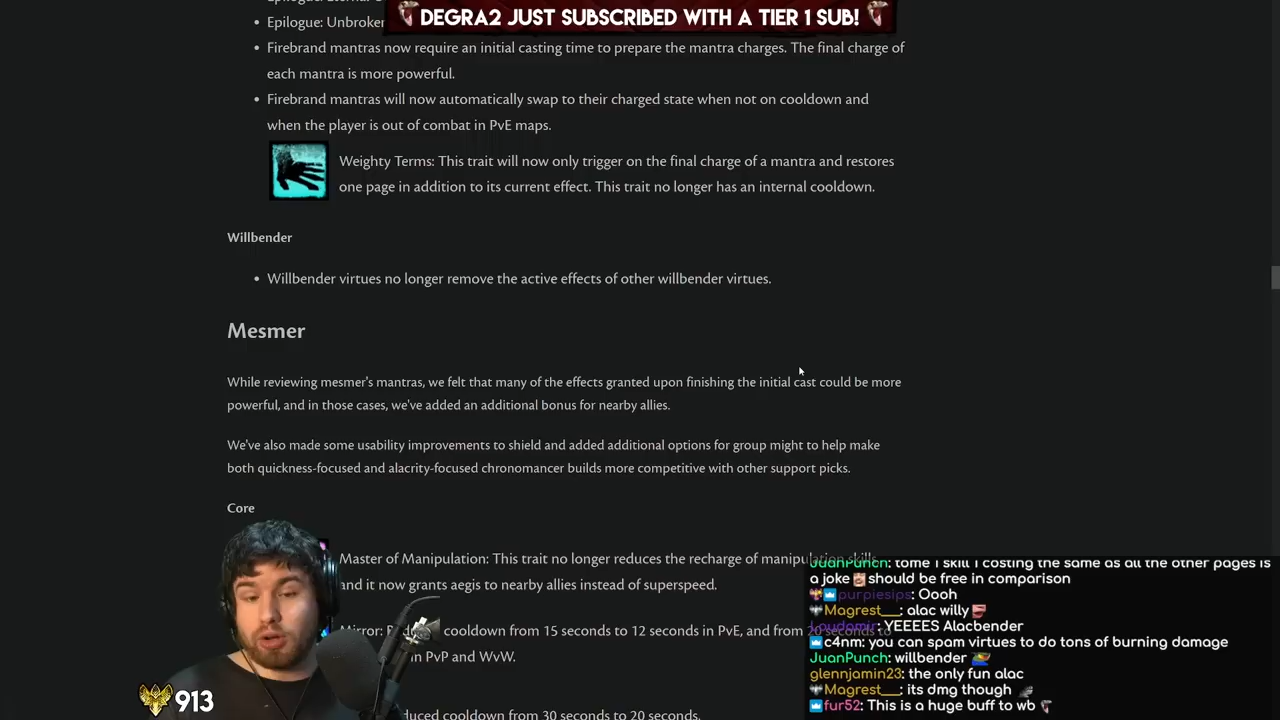 DEGRA2 JUST SUBSCRIBED WITH A TIER 1 SUB!
Epilogue: Unbroken
• Firebrand mantras now require an initial casting time to prepare the mantra charges. The final charge of
each mantra is more powerful.
• Firebrand mantras will now automatically swap to their charged state when not on cooldown and
when the player is out of combat in PvE maps.
Weighty Terms: This trait will now only trigger on the final charge of a mantra and restores
one page in addition to its current effect. This trait no longer has an internal cooldown.
Willbender
• Willbender virtues no longer remove the active effects of other willbender virtues.
Mesmer
While reviewing mesmer's mantras, we felt that many of the effects granted upon finishing the initial cast could be more
powerful, and in those cases, we've added an additional bonus for nearby allies.
We've also made some usability improvements to shield and added additional options for group might to help make
both quickness-focused and alacrity-focused chronomancer builds more competitive with other support picks.
Core
Master of Manipulation: This trait no longer reduces the recharge of manipulation skills
and it now grants aegis to nearby allies instead of superspeed.
Mirror: cooldown from 15 seconds to 12 seconds in PvE, and from 20 seconds to
in PvP and WvW.
cooldown from 30 seconds to 20 seconds.
913
JuanPunch: tome 1 skill 1 costing the same as all the other pages is
a joke should be free in comparison
purpiesips: Oooh
Magrest__: alac willy
Loudomir: YEEEES Alacbender
c4nm: you can spam virtues to do tons of burning damage
JuanPunch: willbender
glennjamin23: the only fun alac
Magrest__: its dmg though
fur52: This is a huge buff to wb